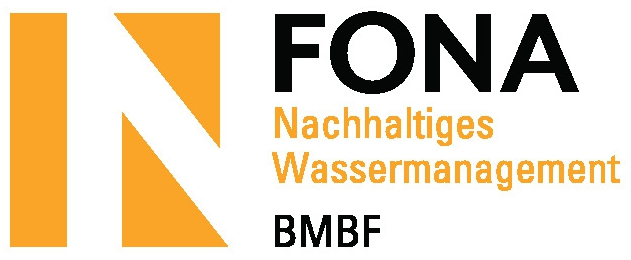 FONA
Nachhaltiges
Wassermanagement
BMBF